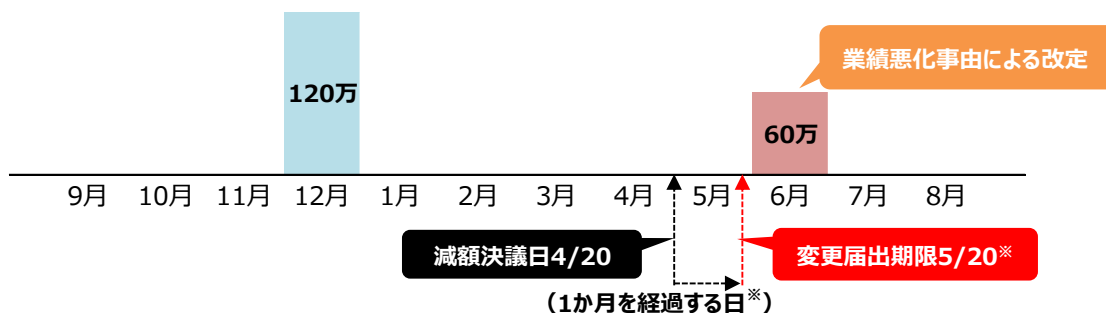 業績悪化事由による改定
120万
60万
9月 10月 11月 12月 1月 2月 3月 4月 5月 6月 7月 8月
減額決議日4/20
変更届出期限5/20※
(1か月を経過する日※)